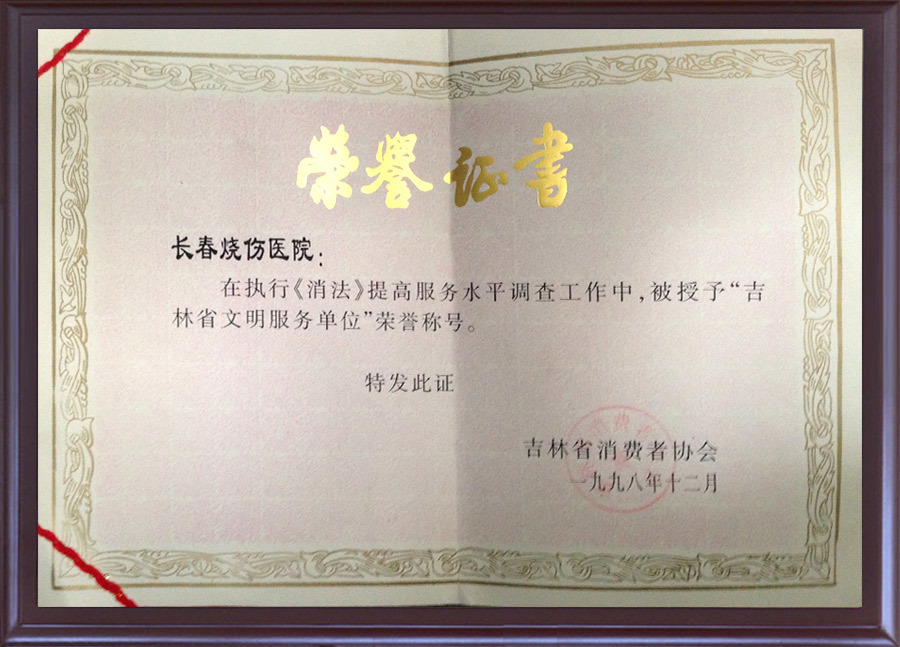 荣誉证书
长春烧伤医院：
在执行《消法》提高服务水平调查工作中，被授予“吉
林省文明服务单位”荣誉称号。
特发此证
吉林省消费者协会
一九九八年十二月